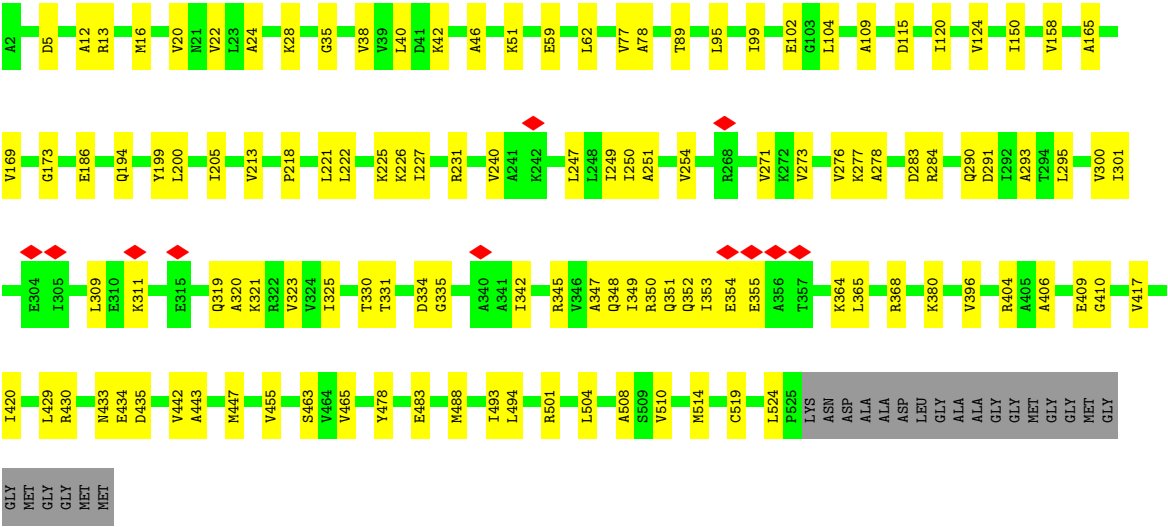 A2 D5 A12 R13 M16 V20 N21 V22 L23 A24 K28 G35 V38 V39 L40 D41 K42 A46 K51 E59 L62 V77 A78 T89 L95 I99 E102 G103 L104 A109 D115 I120 V124 I150 V158 A165
V169 G173 E186 Q194 Y199 L200 I205 V213 P218 L221 L222 K225 K226 I227 R231 V240 A241 K242 L247 L248 I249 I250 A251 V254 R268 V271 K272 V273 V276 K277 A278 D283 R284 Q290 D291 I292 A293 T294 L295 V300 I301
E304 I305 L309 E310 K311 E315 Q319 A320 K321 R322 V323 V324 I325 T330 T331 D334 G335 A340 A341 I342 R345 V346 A347 Q348 I349 R350 Q351 Q352 I353 E354 E355 A356 T357 K364 L365 R368 K380 V396 R404 A405 A406 E409 G410 V417
I420 L429 R430 N433 E434 D435 V442 A443 M447 V455 S463 V464 V465 Y478 E483 M488 I493 L494 R501 L504 A508 S509 V510 M514 C519 L524 P525 LYS ASN ASP ALA ALA ASP LEU GLY ALA ALA GLY GLY MET GLY GLY MET GLY
GLY MET GLY GLY MET MET